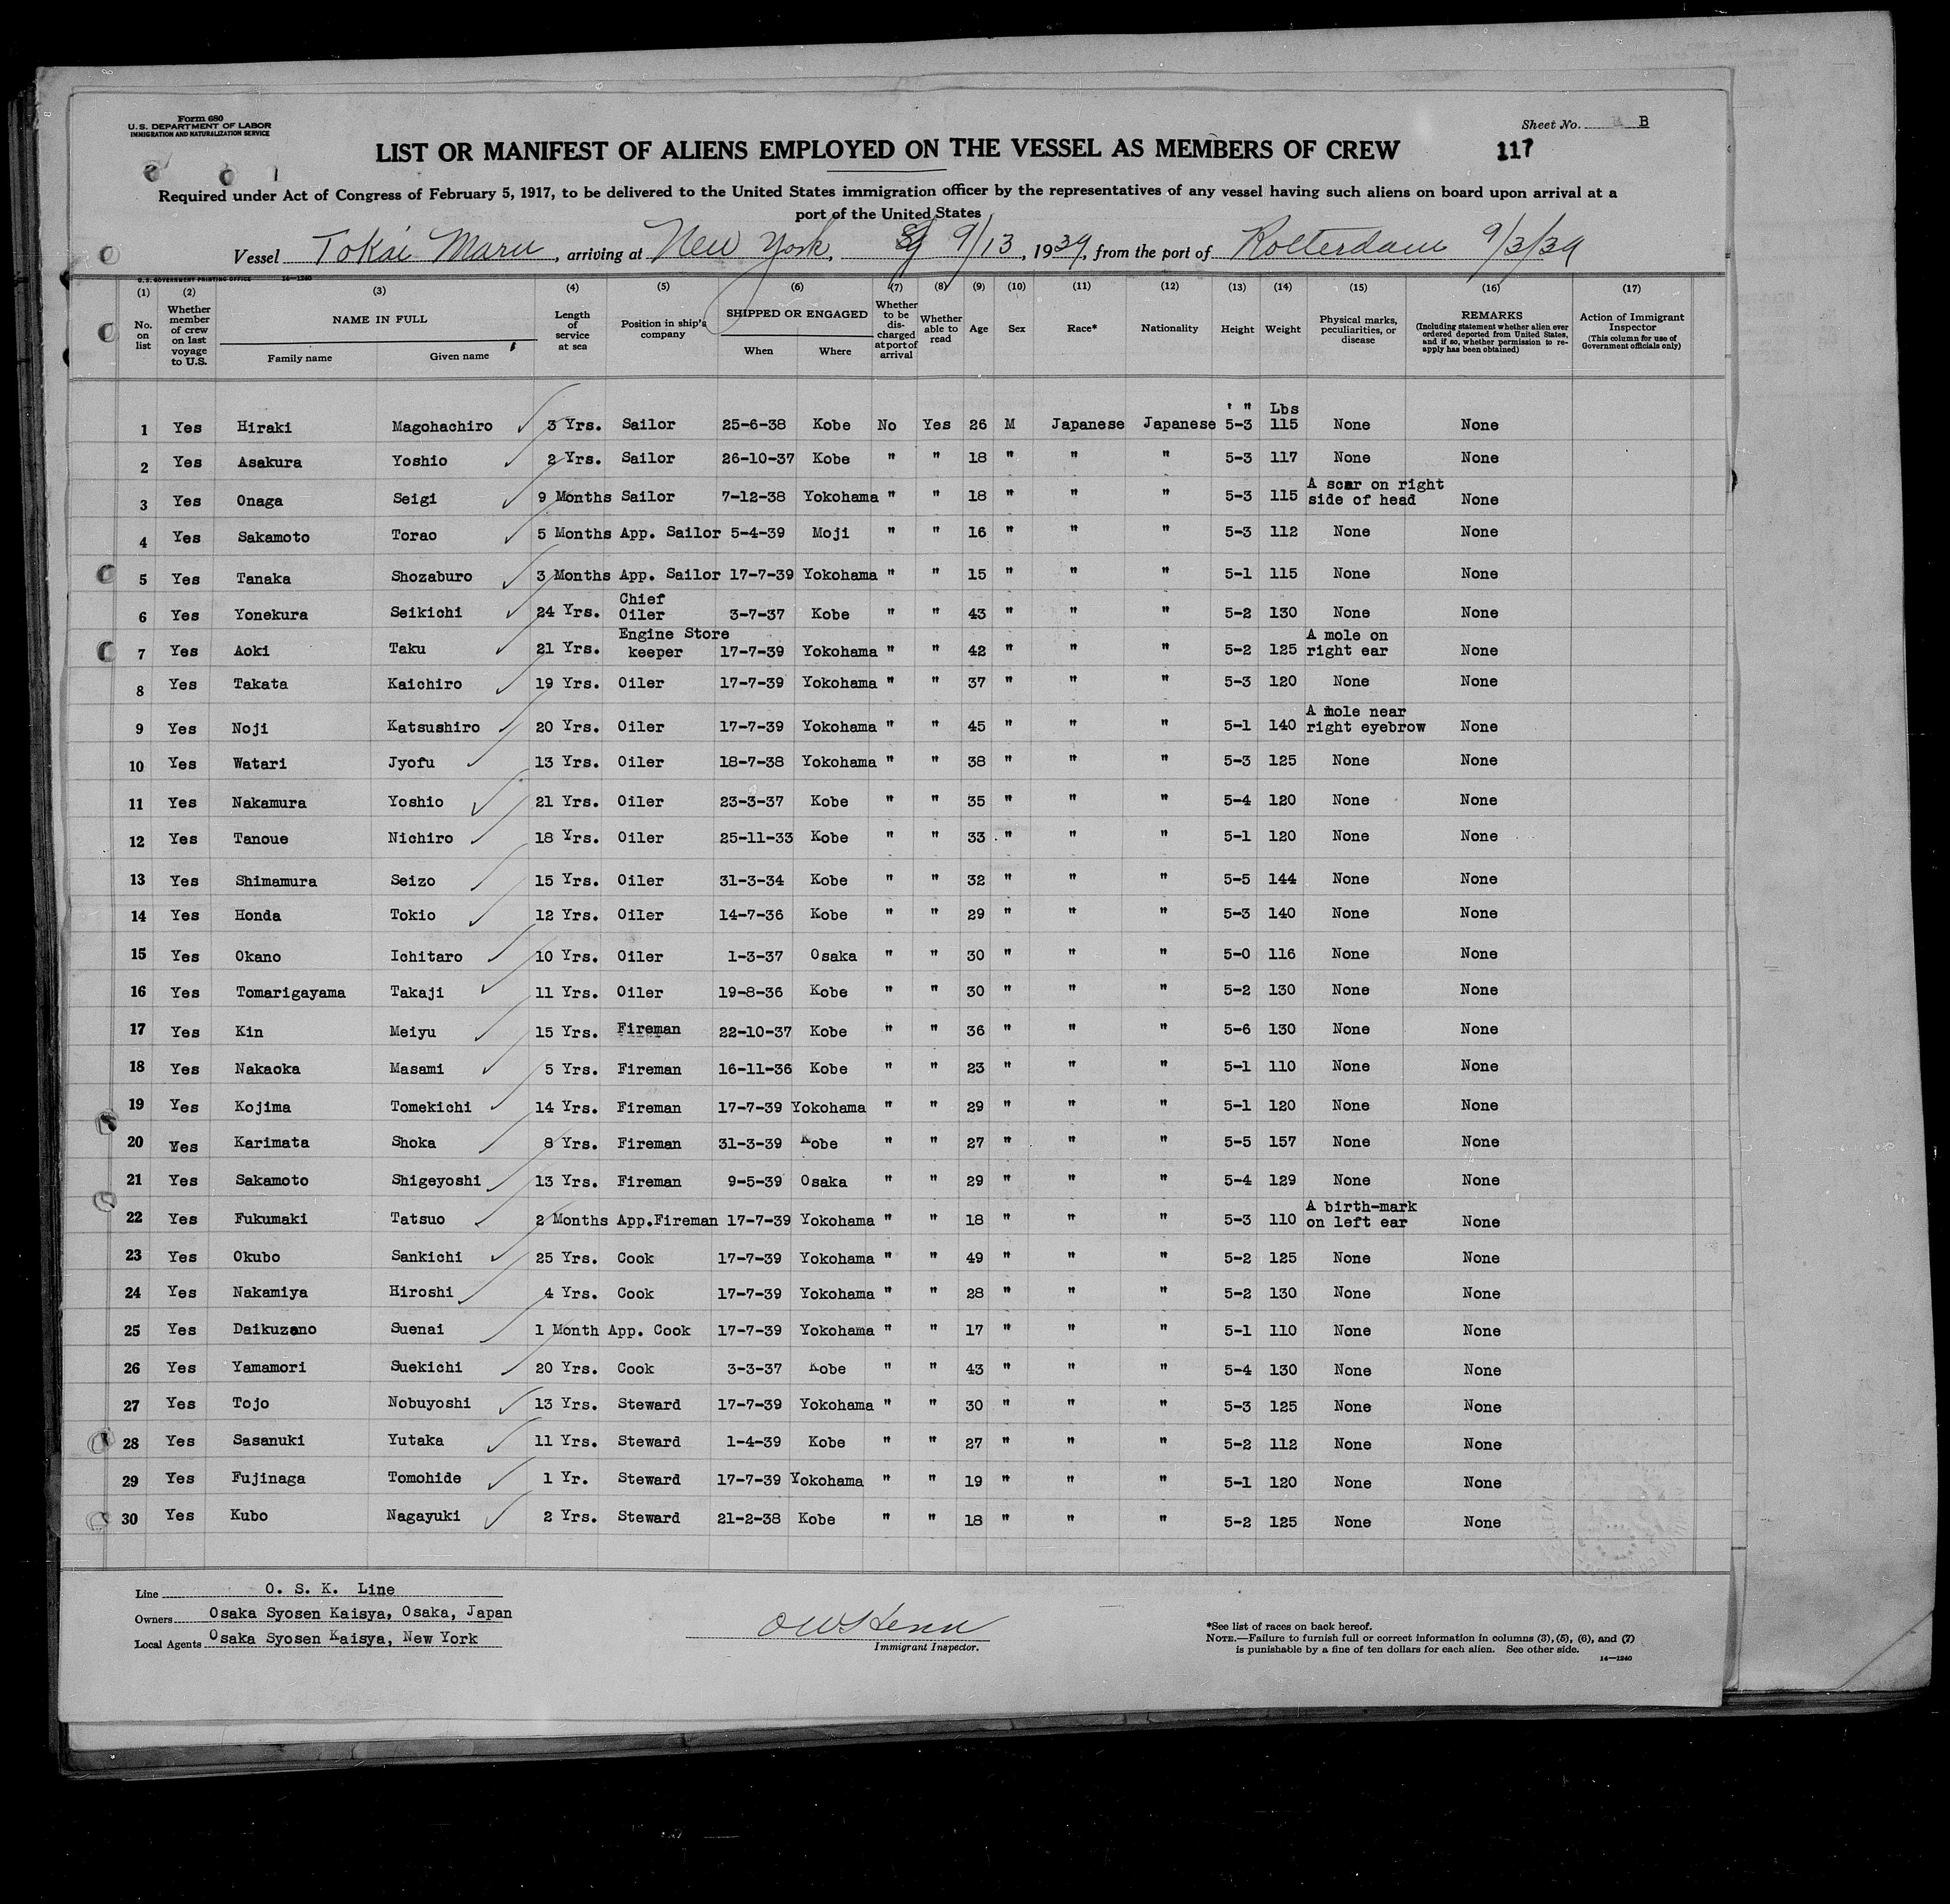 Form 680
U.S. DEPARTMENT OF LABOR
IMMIGRATION AND NATURALIZATION SERVICE
Sheet No. B
LIST OR MANIFEST OF ALIENS EMPLOYED ON THE VESSEL AS MEMBERS OF CREW
117
Required under Act of Congress of February 5, 1917, to be delivered to the United States immigration officer by the representatives of any vessel having such aliens on board upon arrival at a
port of the United States
Vessel Tokai Maru, arriving at New York, 9/13, 1939, from the port of Rotterdam 9/3/39
U.S. GOVERNMENT PRINTING OFFICE 14—1240
(1) (2) (3) (4) (5) (6) (7) (8) (9) (10) (11) (12) (13) (14) (15) (16) (17)
No. on list
Whether member of crew on last voyage to U.S.
NAME IN FULL
Family name Given name
Length of service at sea
Position in ship's company
SHIPPED OR ENGAGED
When Where
Whether to be discharged at port of arrival
Whether able to read
Age
Sex
Race*
Nationality
Height
Weight
Physical marks, peculiarities, or disease
REMARKS
(Including statement whether alien ever ordered deported from United States, and if so, whether permission to reapply has been obtained)
Action of Immigrant Inspector
(This column for use of Government officials only)
' " Lbs
1 Yes Hiraki Magohachiro 3 Yrs. Sailor 25-6-38 Kobe No Yes 26 M Japanese Japanese 5-3 115 None None
2 Yes Asakura Yoshio 2 Yrs. Sailor 26-10-37 Kobe " " 18 " " " 5-3 117 None None
3 Yes Onaga Seigi 9 Months Sailor 7-12-38 Yokohama " " 18 " " " 5-3 115 A scar on right side of head None
4 Yes Sakamoto Torao 5 Months App. Sailor 5-4-39 Moji " " 16 " " " 5-3 112 None None
5 Yes Tanaka Shozaburo 3 Months App. Sailor 17-7-39 Yokohama " " 15 " " " 5-1 115 None None
6 Yes Yonekura Seikichi 24 Yrs. Chief Oiler 3-7-37 Kobe " " 43 " " " 5-2 130 None None
7 Yes Aoki Taku 21 Yrs. Engine Store keeper 17-7-39 Yokohama " " 42 " " " 5-2 125 A mole on right ear None
8 Yes Takata Kaichiro 19 Yrs. Oiler 17-7-39 Yokohama " " 37 " " " 5-3 120 None None
9 Yes Noji Katsushiro 20 Yrs. Oiler 17-7-39 Yokohama " " 45 " " " 5-1 140 A mole near right eyebrow None
10 Yes Watari Jyofu 13 Yrs. Oiler 18-7-38 Yokohama " " 38 " " " 5-3 125 None None
11 Yes Nakamura Yoshio 21 Yrs. Oiler 23-3-37 Kobe " " 35 " " " 5-4 120 None None
12 Yes Tanoue Nichiro 18 Yrs. Oiler 25-11-33 Kobe " " 33 " " " 5-1 120 None None
13 Yes Shimamura Seizo 15 Yrs. Oiler 31-3-34 Kobe " " 32 " " " 5-5 144 None None
14 Yes Honda Tokio 12 Yrs. Oiler 14-7-36 Kobe " " 29 " " " 5-3 140 None None
15 Yes Okano Ichitaro 10 Yrs. Oiler 1-3-37 Osaka " " 30 " " " 5-0 116 None None
16 Yes Tomarigayama Takaji 11 Yrs. Oiler 19-8-36 Kobe " " 30 " " " 5-2 130 None None
17 Yes Kin Meiyu 15 Yrs. Fireman 22-10-37 Kobe " " 36 " " " 5-6 130 None None
18 Yes Nakaoka Masami 5 Yrs. Fireman 16-11-36 Kobe " " 23 " " " 5-1 110 None None
19 Yes Kojima Tomekichi 14 Yrs. Fireman 17-7-39 Yokohama " " 29 " " " 5-1 120 None None
20 Yes Karimata Shoka 8 Yrs. Fireman 31-3-39 Kobe " " 27 " " " 5-5 157 None None
21 Yes Sakamoto Shigeyoshi 13 Yrs. Fireman 9-5-39 Osaka " " 29 " " " 5-4 129 None None
22 Yes Fukumaki Tatsuo 2 Months App.Fireman 17-7-39 Yokohama " " 18 " " " 5-3 110 A birth-mark on left ear None
23 Yes Okubo Sankichi 25 Yrs. Cook 17-7-39 Yokohama " " 49 " " " 5-2 125 None None
24 Yes Nakamiya Hiroshi 4 Yrs. Cook 17-7-39 Yokohama " " 28 " " " 5-2 130 None None
25 Yes Daikuzono Suenai 1 Month App. Cook 17-7-39 Yokohama " " 17 " " " 5-1 110 None None
26 Yes Yamamori Suekichi 20 Yrs. Cook 3-3-37 Kobe " " 43 " " " 5-4 130 None None
27 Yes Tojo Nobuyoshi 13 Yrs. Steward 17-7-39 Yokohama " " 30 " " " 5-3 125 None None
28 Yes Sasanuki Yutaka 11 Yrs. Steward 1-4-39 Kobe " " 27 " " " 5-2 112 None None
29 Yes Fujinaga Tomohide 1 Yr. Steward 17-7-39 Yokohama " " 19 " " " 5-1 120 None None
30 Yes Kubo Nagayuki 2 Yrs. Steward 21-2-38 Kobe " " 18 " " " 5-2 125 None None
Line O. S. K. Line
Owners Osaka Syosen Kaisya, Osaka, Japan
Local Agents Osaka Syosen Kaisya, New York
Immigrant Inspector.
*See list of races on back hereof.
NOTE.—Failure to furnish full or correct information in columns (3), (5), (6), and (7)
is punishable by a fine of ten dollars for each alien. See other side.
14—1240